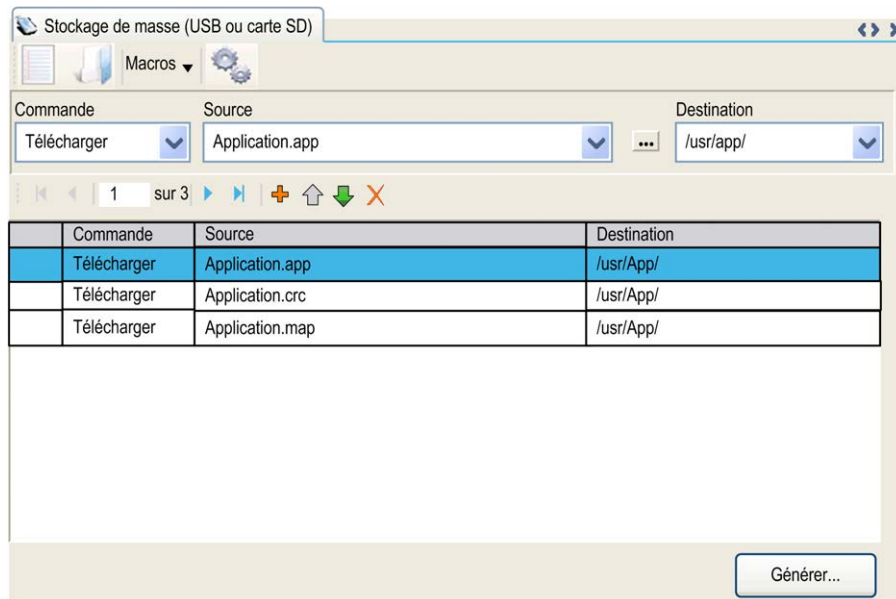 Stockage de masse (USB ou carte SD)
Macros
Commande Source Destination
Télécharger Application.app ... /usr/app/
1 sur 3
Commande Source Destination
Télécharger Application.app /usr/App/
Télécharger Application.crc /usr/App/
Télécharger Application.map /usr/App/
Générer...